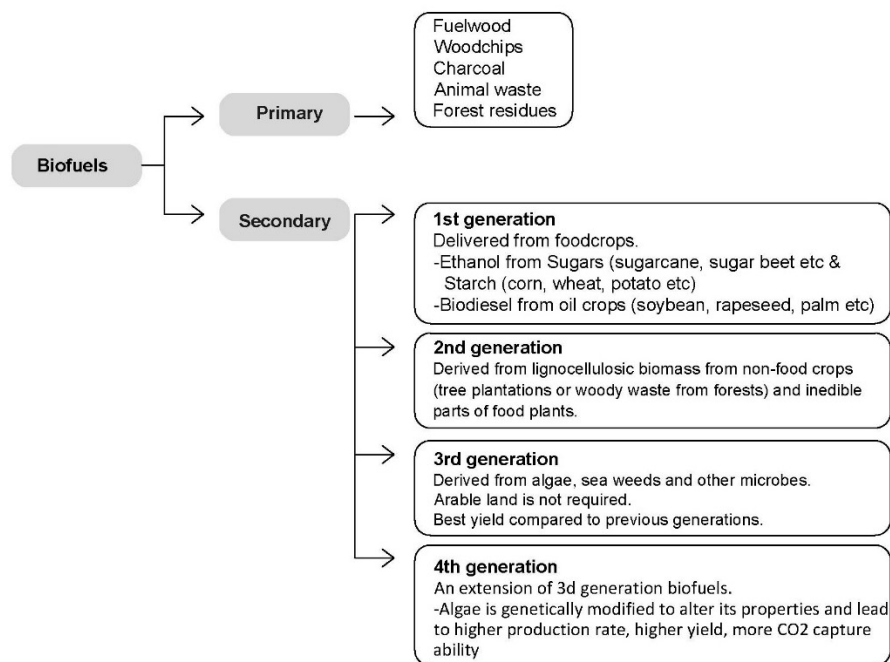 Fuelwood
Woodchips
Charcoal
Animal waste
Forest residues
Primary
Biofuels
Secondary
1st generation
Delivered from foodcrops.
-Ethanol from Sugars (sugarcane, sugar beet etc &
Starch (corn, wheat, potato etc)
-Biodiesel from oil crops (soybean, rapeseed, palm etc)
2nd generation
Derived from lignocellulosic biomass from non-food crops
(tree plantations or woody waste from forests) and inedible
parts of food plants.
3rd generation
Derived from algae, sea weeds and other microbes.
Arable land is not required.
Best yield compared to previous generations.
4th generation
An extension of 3d generation biofuels.
-Algae is genetically modified to alter its properties and lead
to higher production rate, higher yield, more CO2 capture
ability